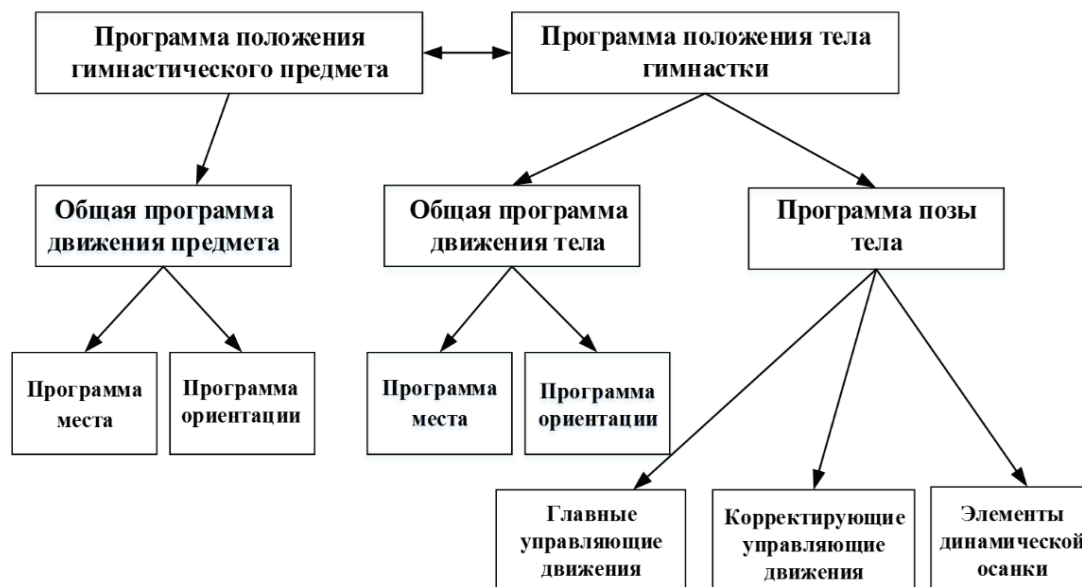 Программа положения
гимнастического предмета
Программа положения тела
гимнастки
Общая программа
движения предмета
Общая программа
движения тела
Программа позы
тела
Программа
места
Программа
ориентации
Программа
места
Программа
ориентации
Главные
управляющие
движения
Корректирующие
управляющие
движения
Элементы
динамической
осанки